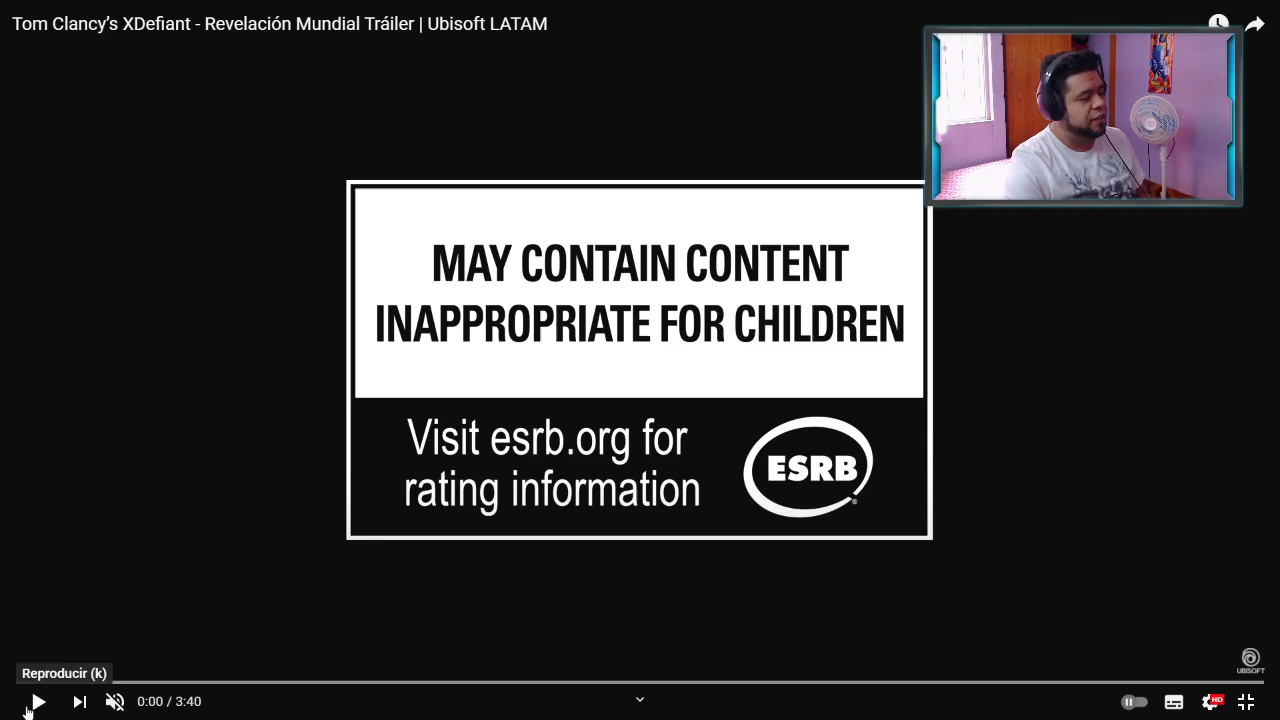 Tom Clancy’s XDefiant - Revelación Mundial Tráiler | Ubisoft LATAM
MAY CONTAIN CONTENT
INAPPROPRIATE FOR CHILDREN
Visit esrb.org for
rating information
ESRB
®
UBISOFT
Reproducir (k)
0:00 / 3:40
HD